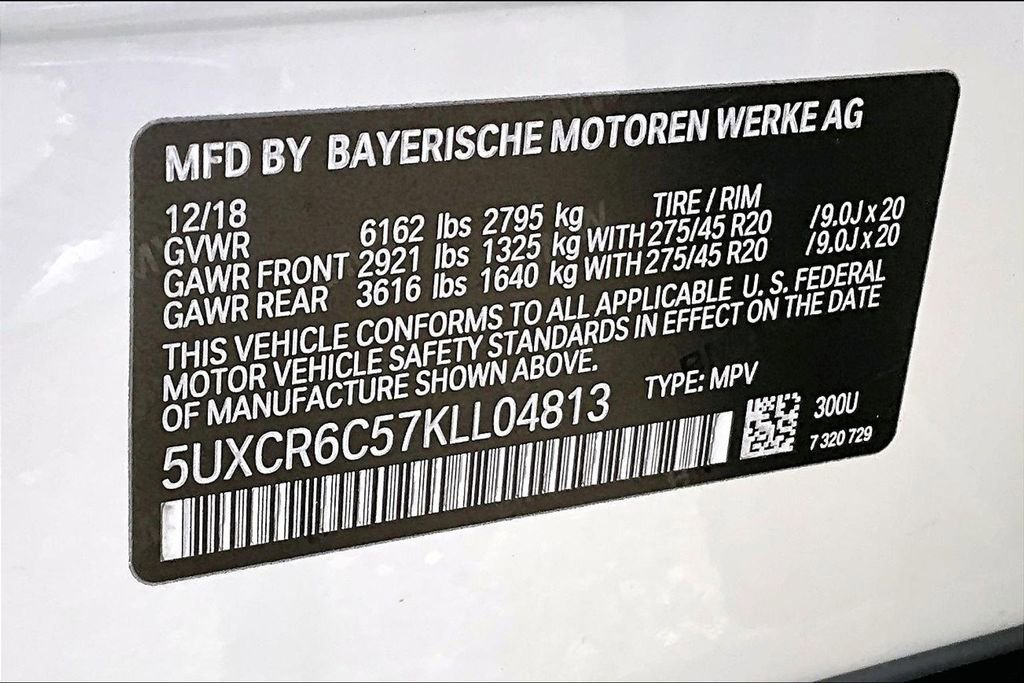 MFD BY BAYERISCHE MOTOREN WERKE AG
12/18 TIRE / RIM
GVWR 6162 lbs 2795 kg
GAWR FRONT 2921 lbs 1325 kg WITH 275/45 R20 /9.0J x 20
GAWR REAR 3616 lbs 1640 kg WITH 275/45 R20 /9.0J x 20
THIS VEHICLE CONFORMS TO ALL APPLICABLE U. S. FEDERAL
MOTOR VEHICLE SAFETY STANDARDS IN EFFECT ON THE DATE
OF MANUFACTURE SHOWN ABOVE.
5UXCR6C57KLL04813 TYPE: MPV
300U
7 320 729